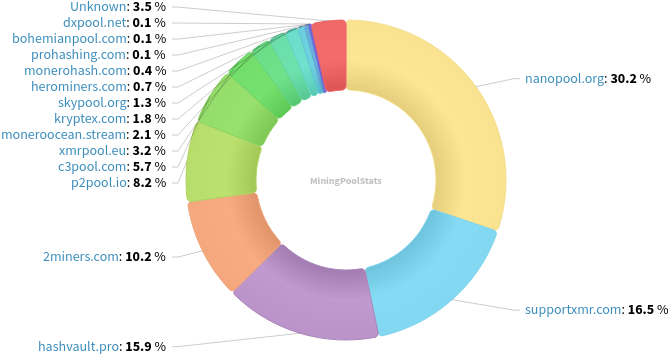 Unknown: 3.5 %
dxpool.net: 0.1 %
bohemianpool.com: 0.1 %
prohashing.com: 0.1 %
monerohash.com: 0.4 %
herominers.com: 0.7 %
skypool.org: 1.3 %
kryptex.com: 1.8 %
moneroocean.stream: 2.1 %
xmrpool.eu: 3.2 %
c3pool.com: 5.7 %
p2pool.io: 8.2 %
2miners.com: 10.2 %
hashvault.pro: 15.9 %
nanopool.org: 30.2 %
supportxmr.com: 16.5 %
MiningPoolStats